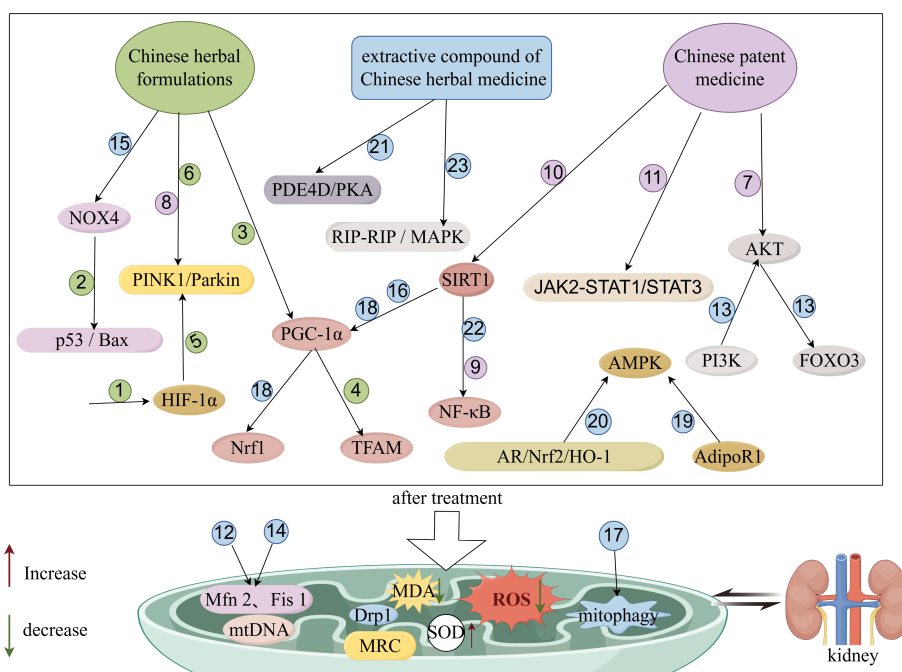 Chinese herbal
formulations
extractive compound of
Chinese herbal medicine
Chinese patent
medicine
15
6
8
3
21
23
10
11
7
NOX4
PDE4D/PKA
RIP-RIP / MAPK
AKT
2
PINK1/Parkin
SIRT1
JAK2-STAT1/STAT3
16
18
13
13
p53 / Bax
5
PGC-1α
22
PI3K
FOXO3
AMPK
9
1
HIF-1α
18
4
NF-κB
20
19
Nrf1
TFAM
AR/Nrf2/HO-1
AdipoR1
after treatment
12
14
17
Increase
decrease
Mfn 2、Fis 1
mtDNA
MDA
Drp1
MRC
SOD
ROS
mitophagy
kidney